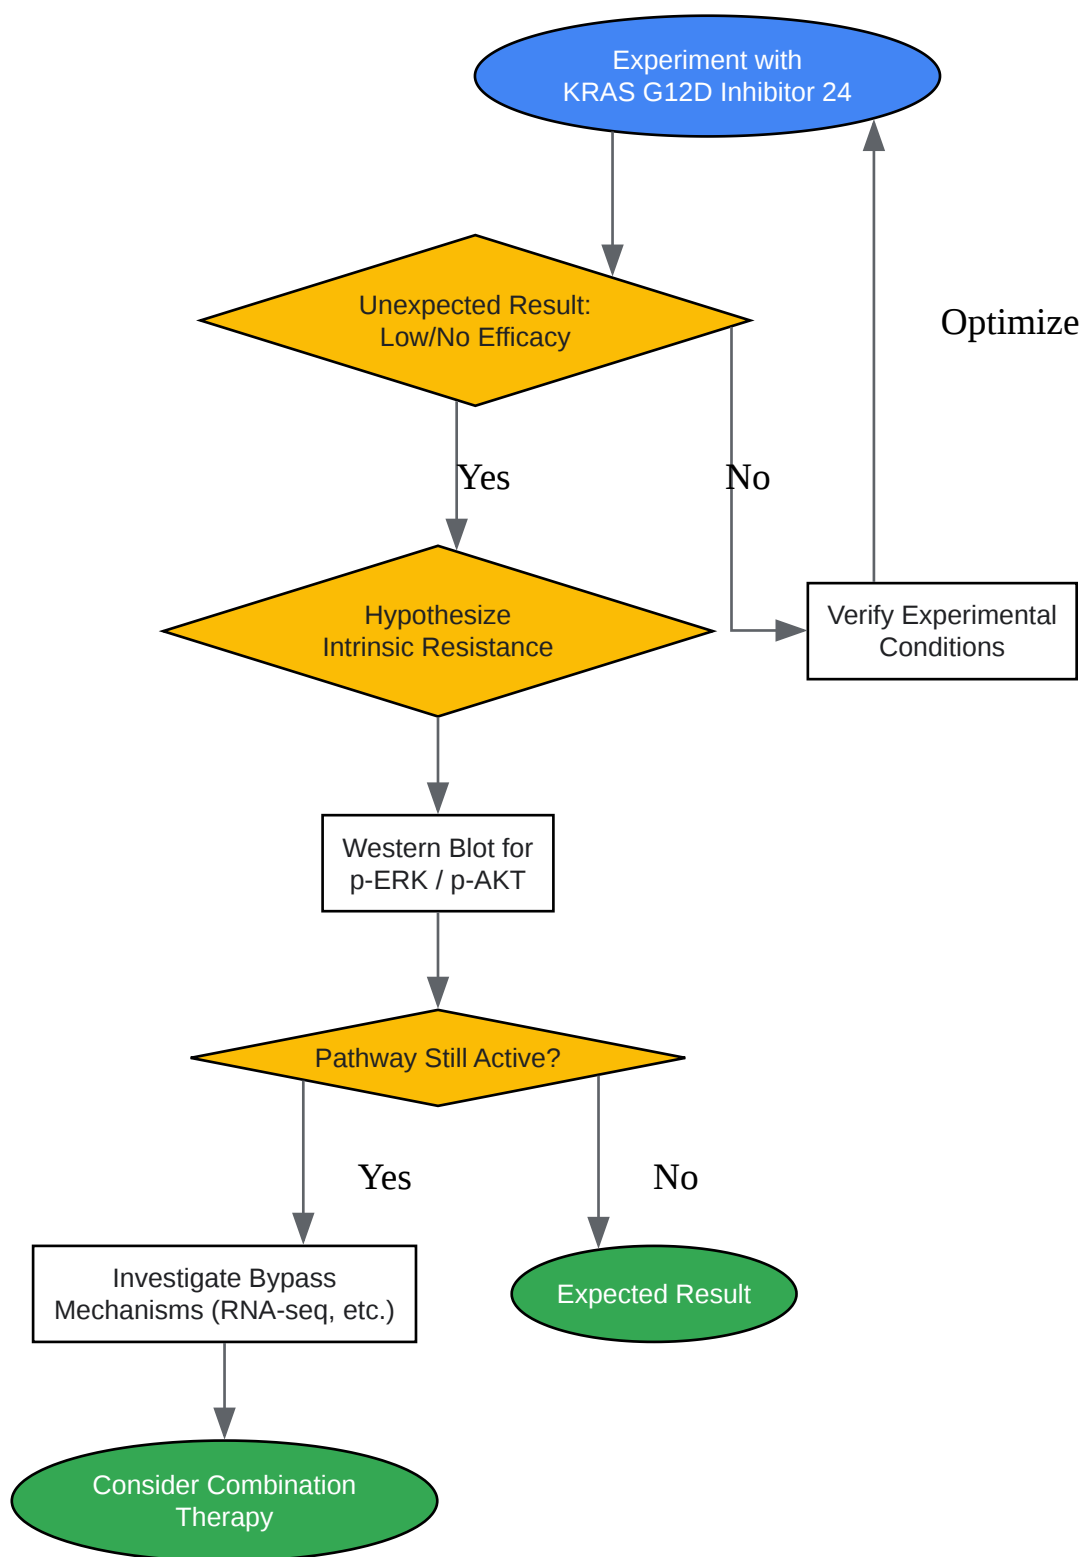 Experiment with
KRAS G12D Inhibitor 24
Unexpected Result:
Low/No Efficacy
Optimize
Yes
No
Hypothesize
Intrinsic Resistance
Verify Experimental
Conditions
Western Blot for
p-ERK / p-AKT
Pathway Still Active?
Yes
No
Investigate Bypass
Mechanisms (RNA-seq, etc.)
Expected Result
Consider Combination
Therapy